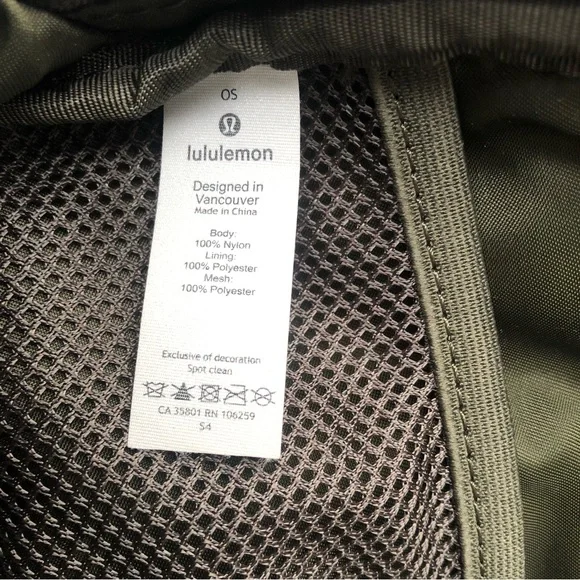 OS
lululemon
Designed in
Vancouver
Made in China
Body:
100% Nylon
Lining:
100% Polyester
Mesh:
100% Polyester
Exclusive of decoration
Spot clean
CA 35801 RN 106259
S4